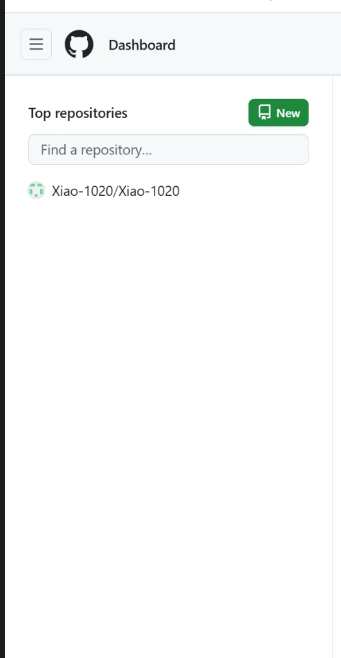 Dashboard
Top repositories
New
Find a repository...
Xiao-1020/Xiao-1020